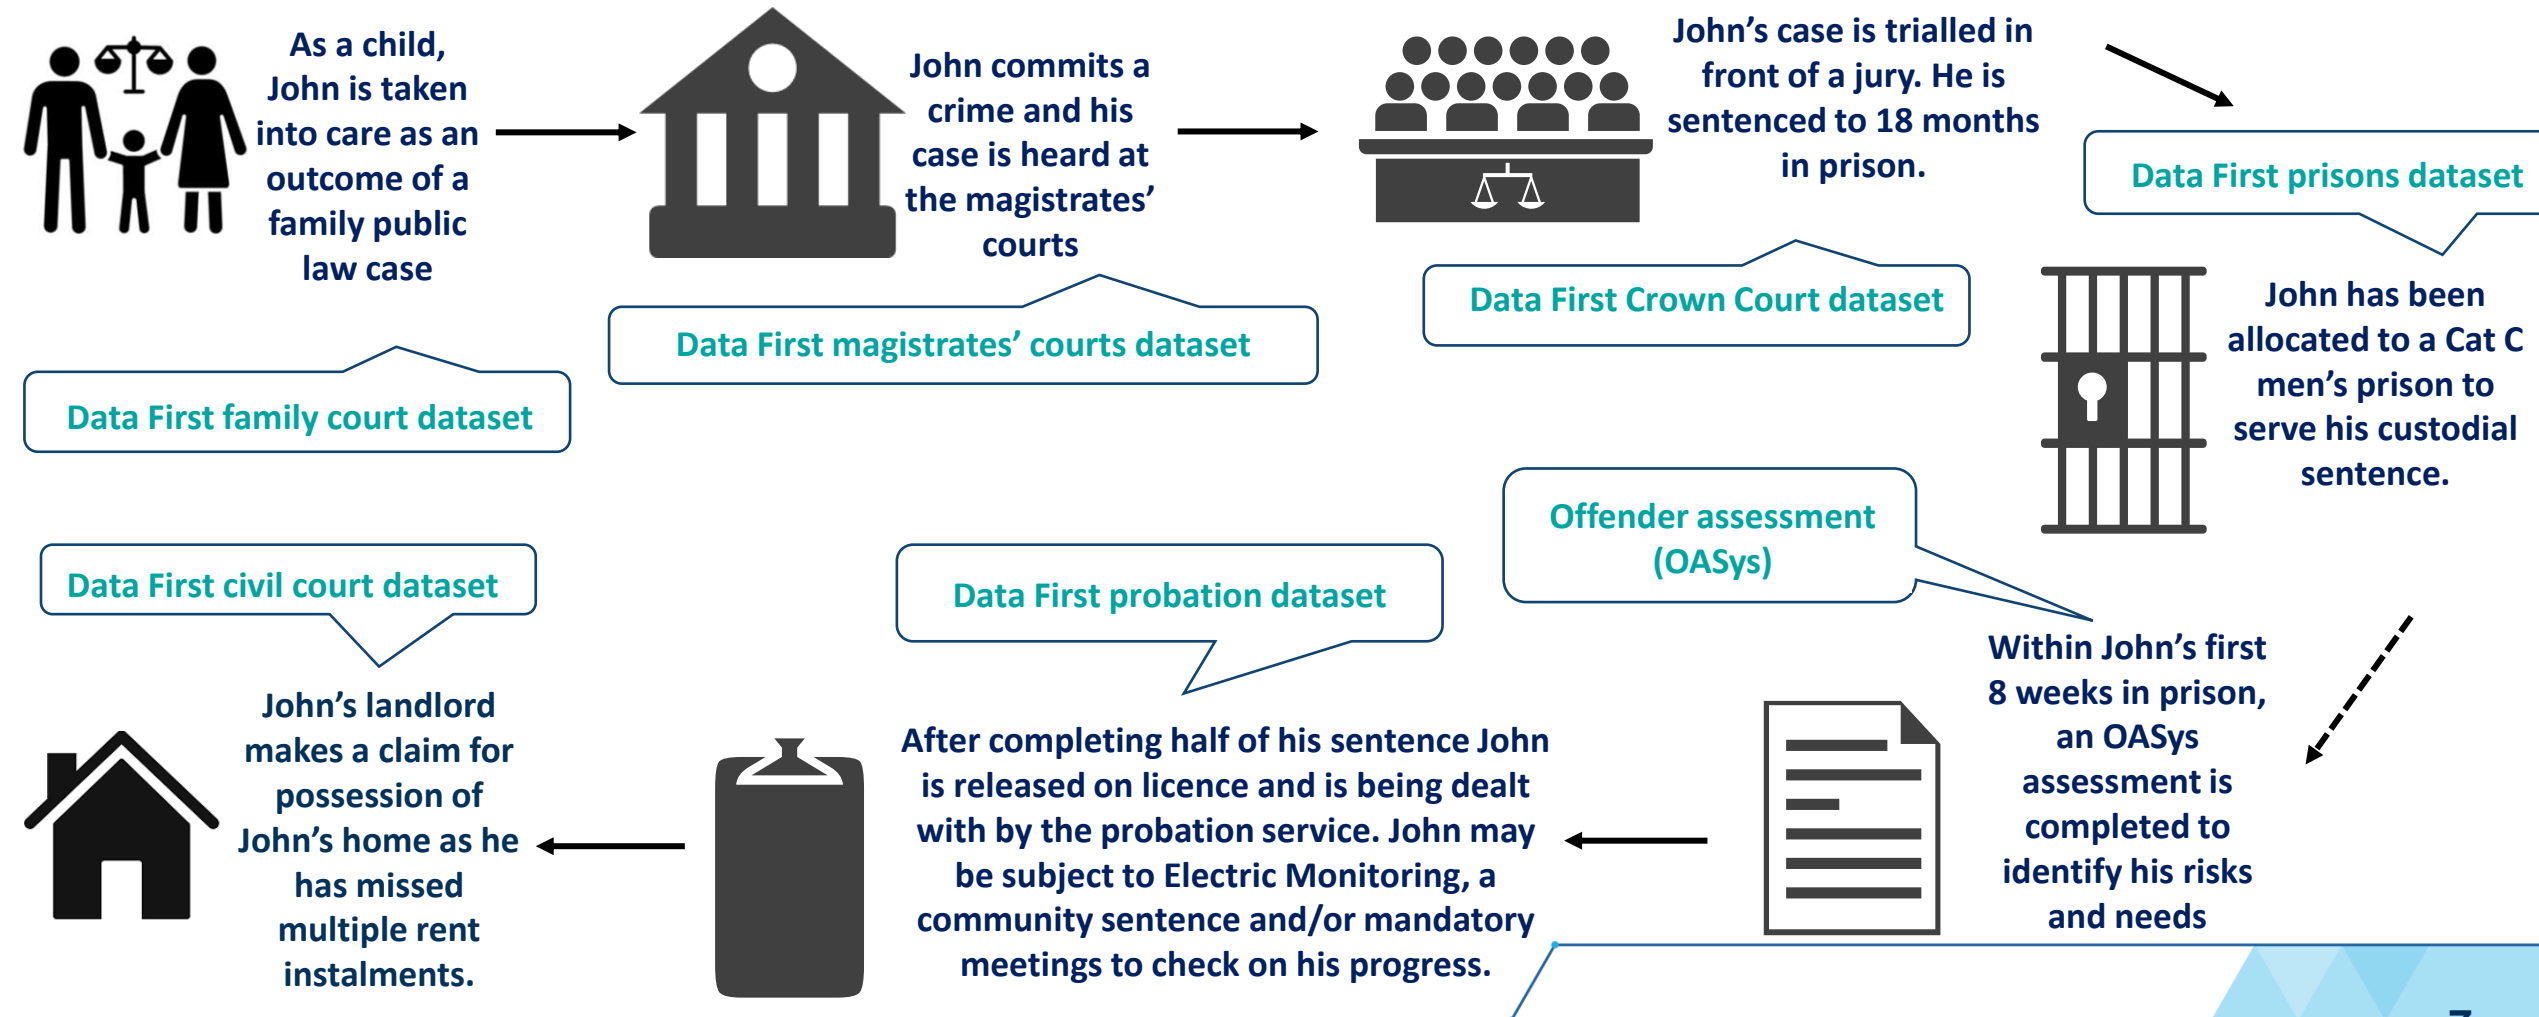 As a child,
John is taken
into care as an
outcome of a
family public
law case
Data First family court dataset
John commits a
crime and his
case is heard at
the magistrates’
courts
Data First magistrates’ courts dataset
John’s case is trialled in
front of a jury. He is
sentenced to 18 months
in prison.
Data First Crown Court dataset
Data First prisons dataset
John has been
allocated to a Cat C
men’s prison to
serve his custodial
sentence.
Offender assessment
(OASys)
Within John’s first
8 weeks in prison,
an OASys
assessment is
completed to
identify his risks
and needs
Data First probation dataset
After completing half of his sentence John
is released on licence and is being dealt
with by the probation service. John may
be subject to Electric Monitoring, a
community sentence and/or mandatory
meetings to check on his progress.
Data First civil court dataset
John’s landlord
makes a claim for
possession of
John’s home as he
has missed
multiple rent
instalments.